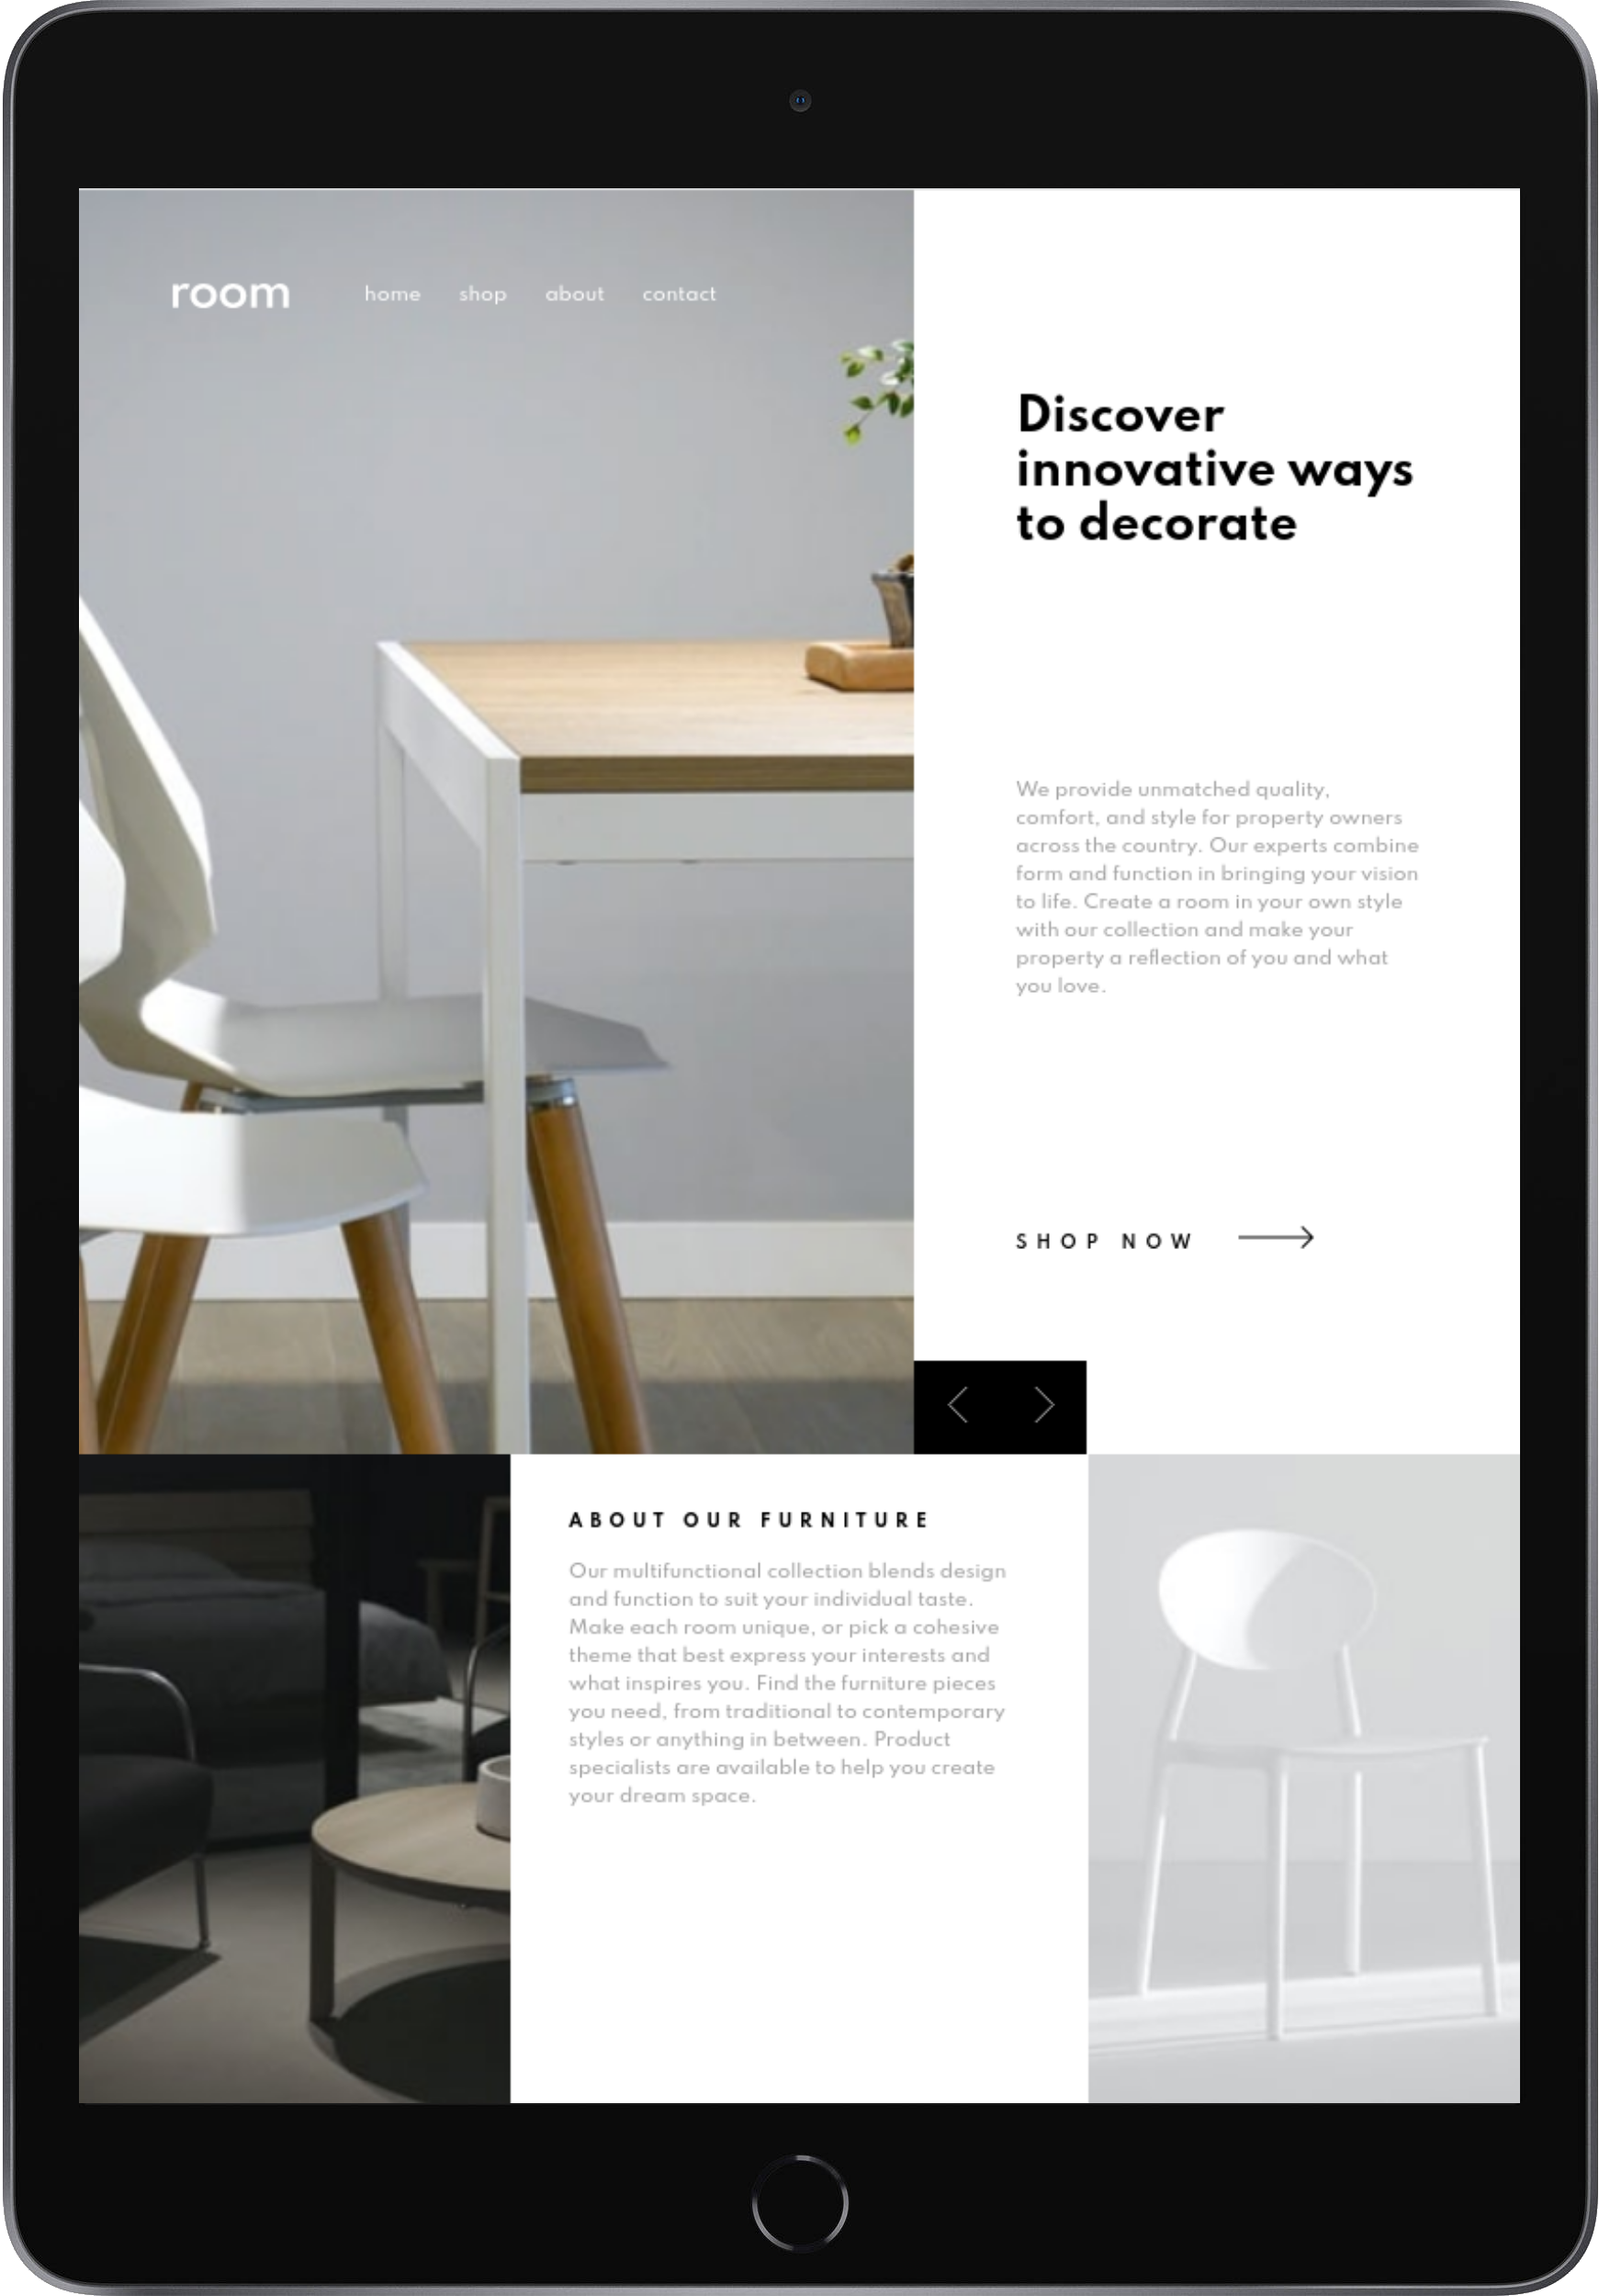 room
home shop about contact
Discover
innovative ways
to decorate
We provide unmatched quality,
comfort, and style for property owners
across the country. Our experts combine
form and function in bringing your vision
to life. Create a room in your own style
with our collection and make your
property a reflection of you and what
you love.
SHOP NOW
ABOUT OUR FURNITURE
Our multifunctional collection blends design
and function to suit your individual taste.
Make each room unique, or pick a cohesive
theme that best express your interests and
what inspires you. Find the furniture pieces
you need, from traditional to contemporary
styles or anything in between. Product
specialists are available to help you create
your dream space.